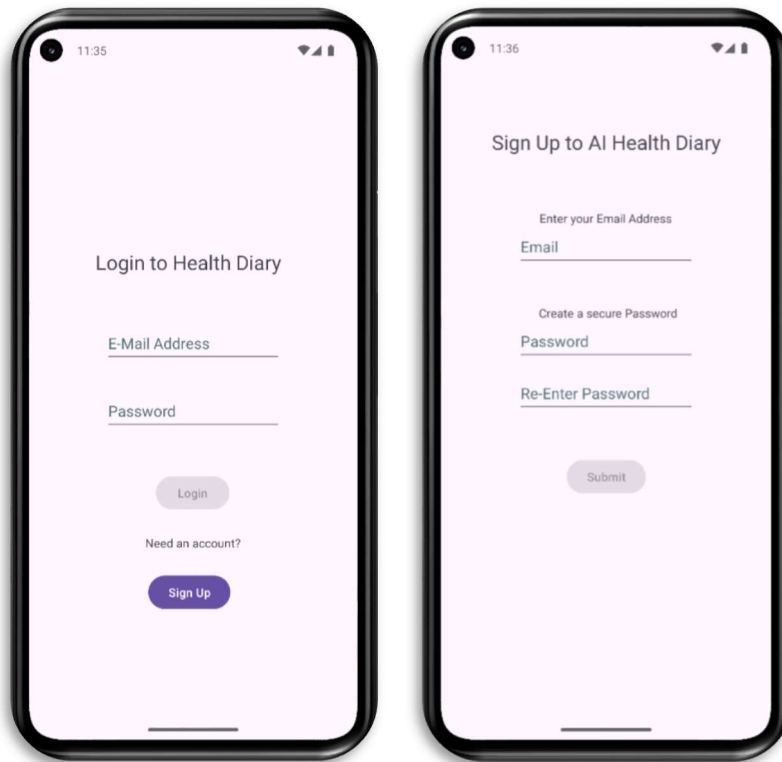 11:35
Login to Health Diary
E-Mail Address
Password
Login
Need an account?
Sign Up
11:36
Sign Up to AI Health Diary
Enter your Email Address
Email
Create a secure Password
Password
Re-Enter Password
Submit